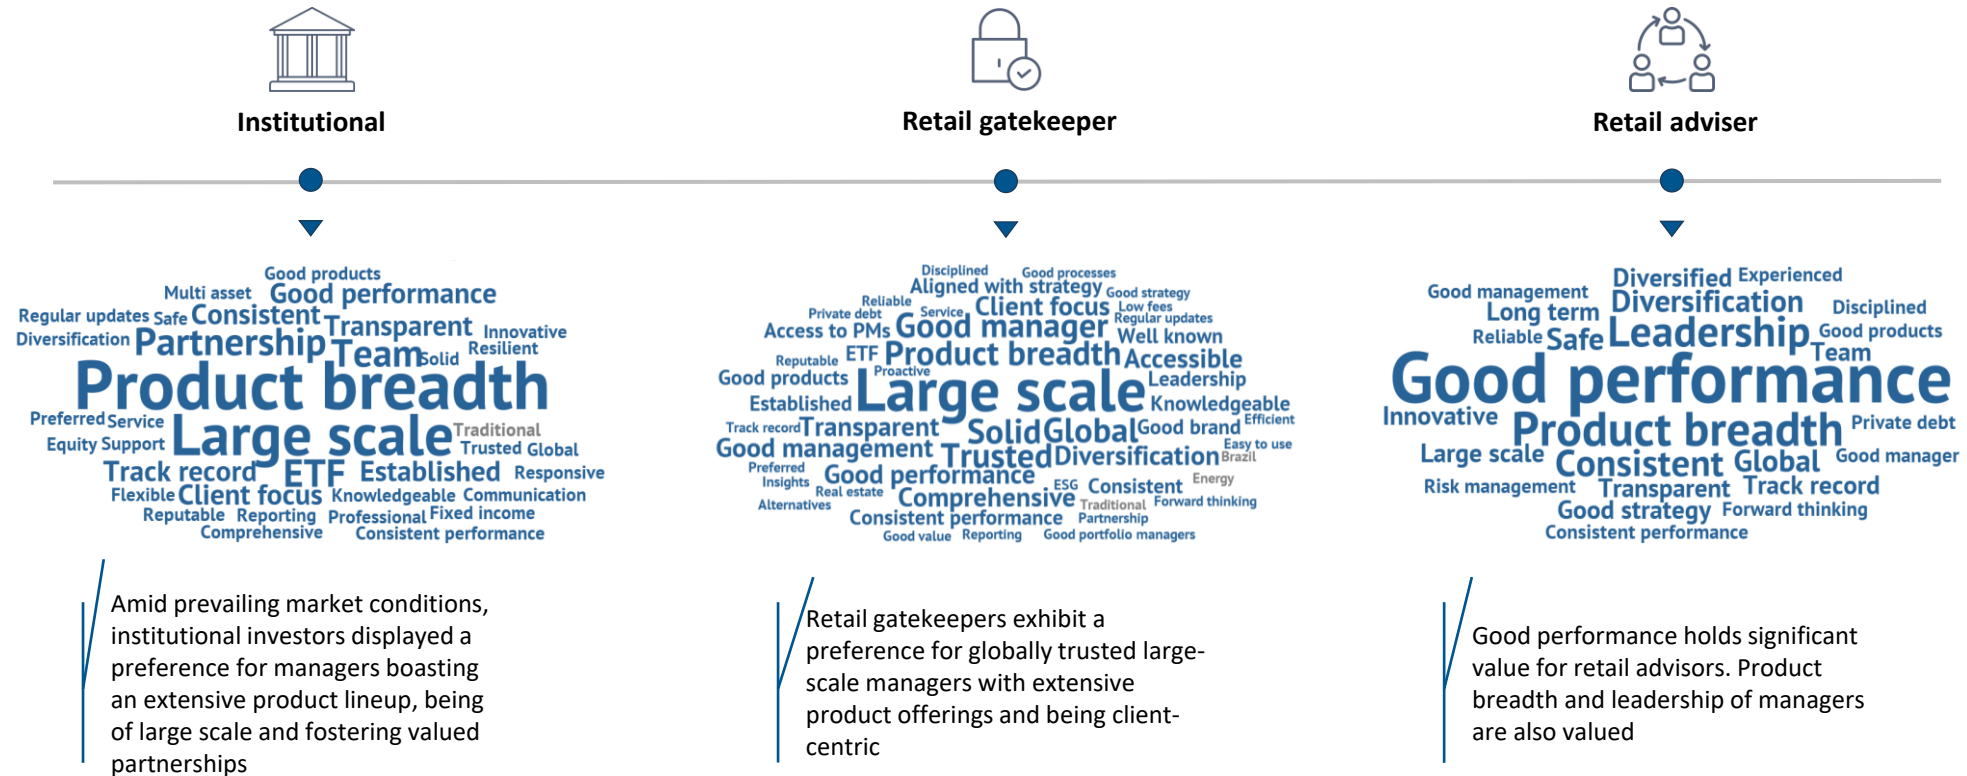 Institutional
Good products
Multi asset Good performance
Regular updates Safe Consistent Transparent Innovative
Diversification Partnership Team Solid Resilient
Product breadth
Preferred Service Large scale Traditional
Equity Support Trusted Global
Track record ETF Established Responsive
Flexible Client focus Knowledgeable Communication
Reputable Reporting Professional Fixed income
Comprehensive Consistent performance
Amid prevailing market conditions,
institutional investors displayed a
preference for managers boasting
an extensive product lineup, being
of large scale and fostering valued
partnerships
Retail gatekeeper
Disciplined Good processes
Aligned with strategy Good strategy
Reliable Client focus Low fees
Private debt Service Regular updates
Access to PMs Good manager Well known
Reputable ETF Product breadth Accessible
Proactive
Good products Large scale Leadership
Established Knowledgeable
Track record Transparent Solid Global Good brand Efficient
Good management Trusted Diversification Easy to use
Brazil
Preferred Good performance ESG Consistent Energy
Insights
Real estate Comprehensive Traditional Forward thinking
Alternatives
Consistent performance Partnership
Good value Reporting Good portfolio managers
Retail gatekeepers exhibit a
preference for globally trusted large-
scale managers with extensive
product offerings and being client-
centric
Retail adviser
Diversified Experienced
Good management Diversification Disciplined
Long term
Reliable Safe Leadership Good products
Team
Good performance
Innovative Product breadth Private debt
Large scale Consistent Global Good manager
Risk management Transparent Track record
Good strategy Forward thinking
Consistent performance
Good performance holds significant
value for retail advisors. Product
breadth and leadership of managers
are also valued